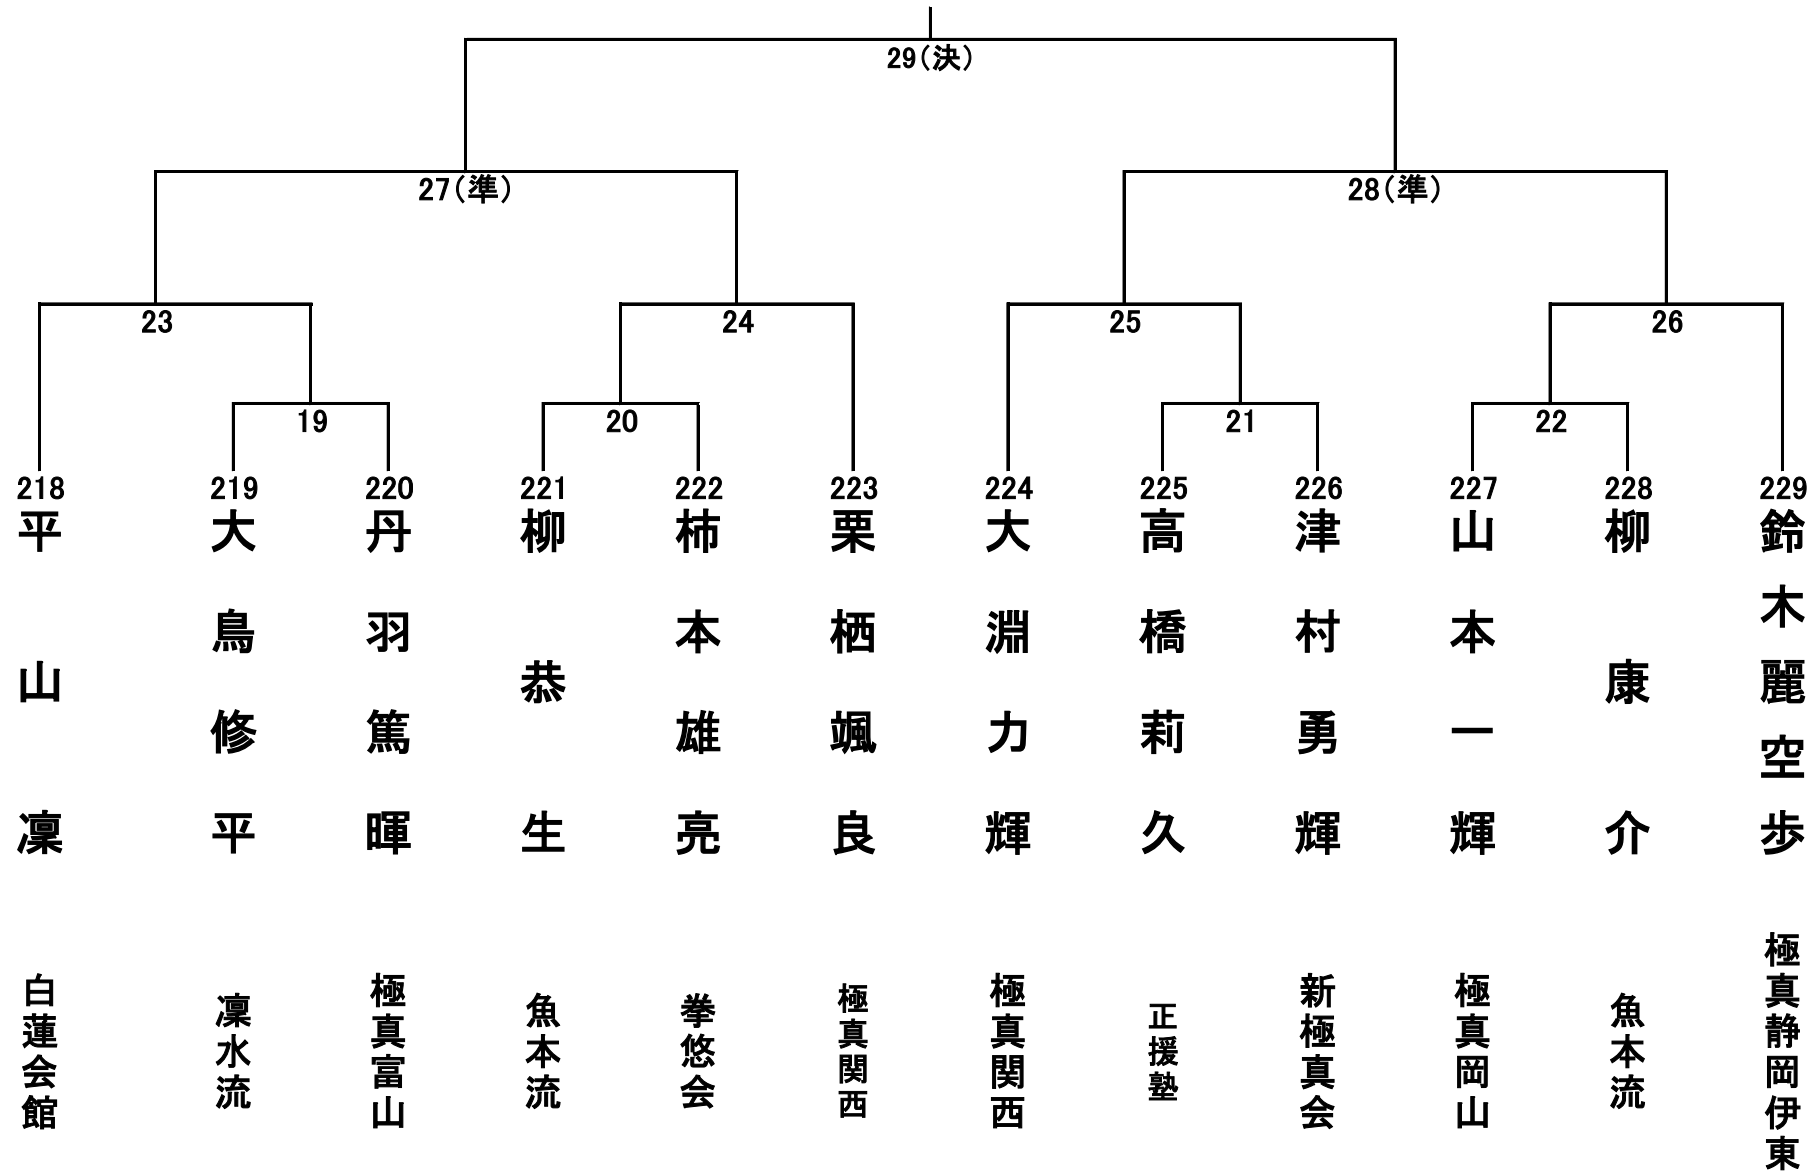 29(決)
27(準)
28(準)
23
24
25
26
19
20
21
22
218
平山凜
白蓮会館
219
大鳥修平
凜水流
220
丹羽篤暉
極真富山
221
柳恭生
魚本流
222
柿本雄亮
拳悠会
223
栗栖颯良
極真関西
224
大淵力輝
極真関西
225
高橋莉久
正援塾
226
津村勇輝
新極真会
227
山本一輝
極真岡山
228
柳康介
魚本流
229
鈴木麗空歩
極真静岡伊東